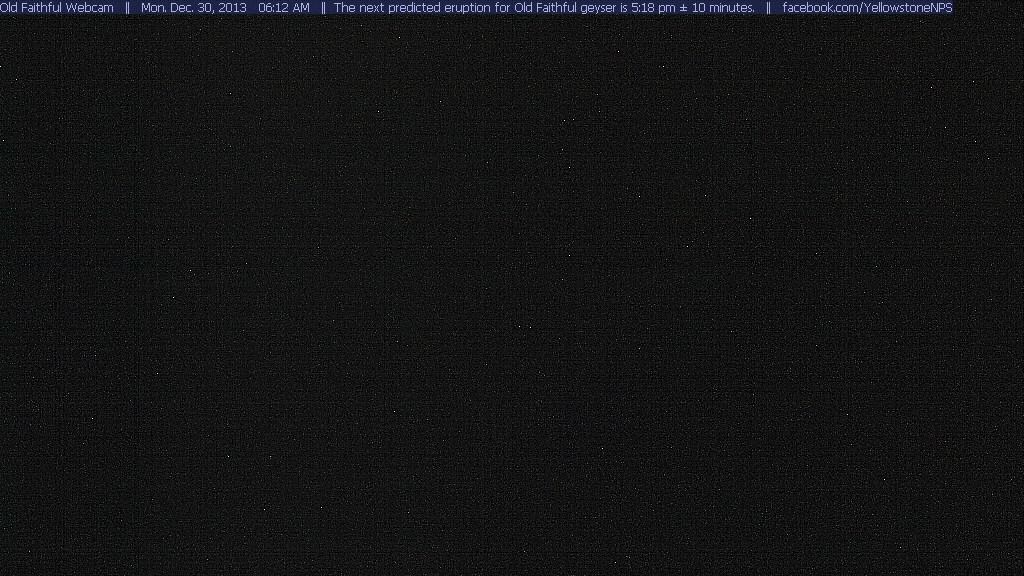 Old Faithful Webcam || Mon. Dec. 30, 2013 06:12 AM || The next predicted eruption for Old Faithful geyser is 5:18 pm ± 10 minutes. || facebook.com/YellowstoneNPS